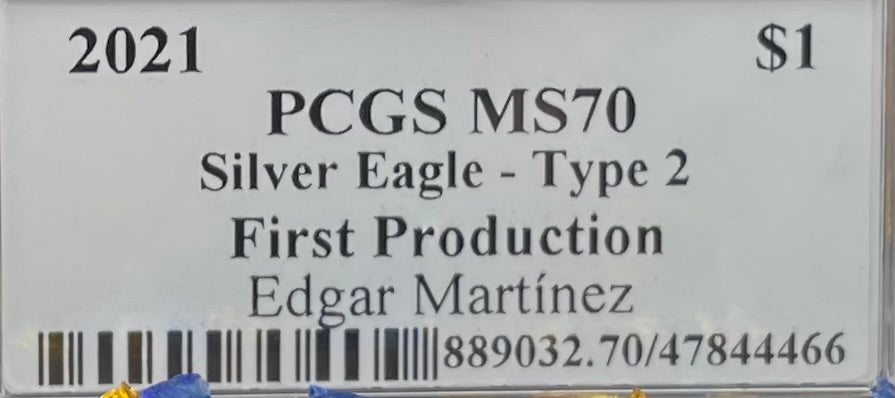 2021 $1
PCGS MS70
Silver Eagle - Type 2
First Production
Edgar Martínez
889032.70/47844466